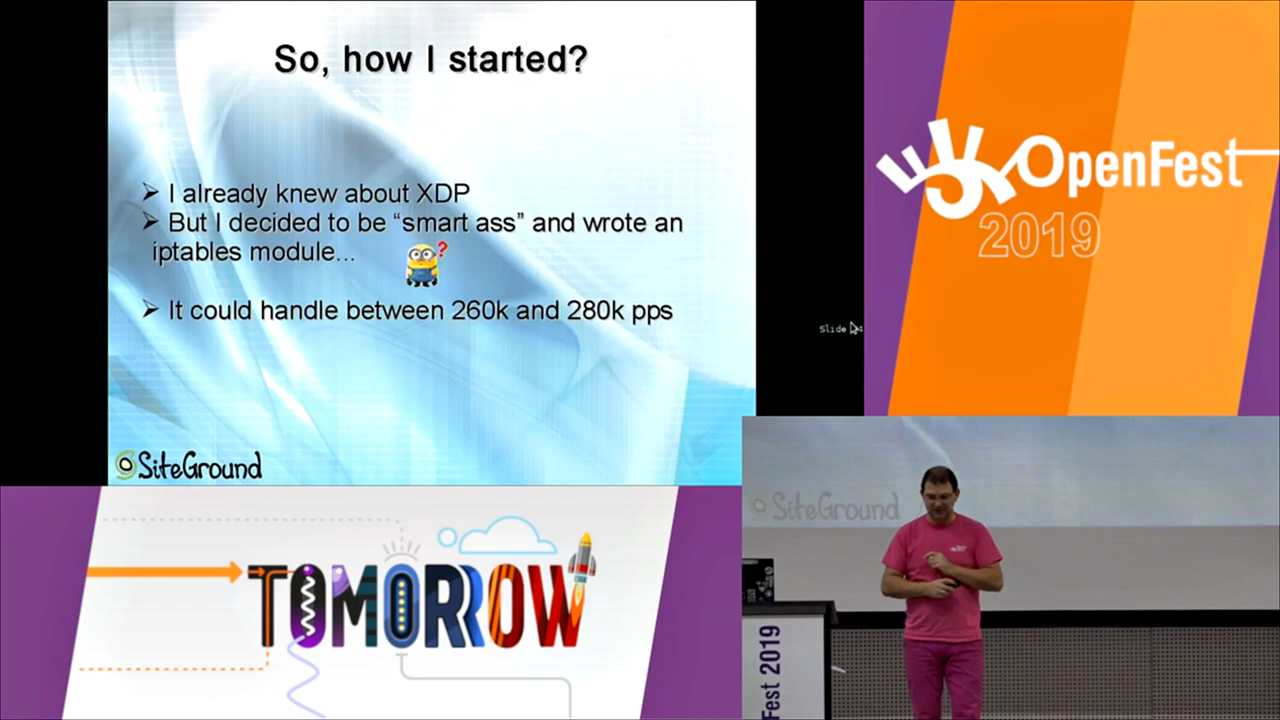 So, how I started?
➢ I already knew about XDP
➢ But I decided to be “smart ass” and wrote an
iptables module...
?
➢ It could handle between 260k and 280k pps
SiteGround
Slide
OpenFest
2019
SiteGround
Fest 2019
TOMORROW